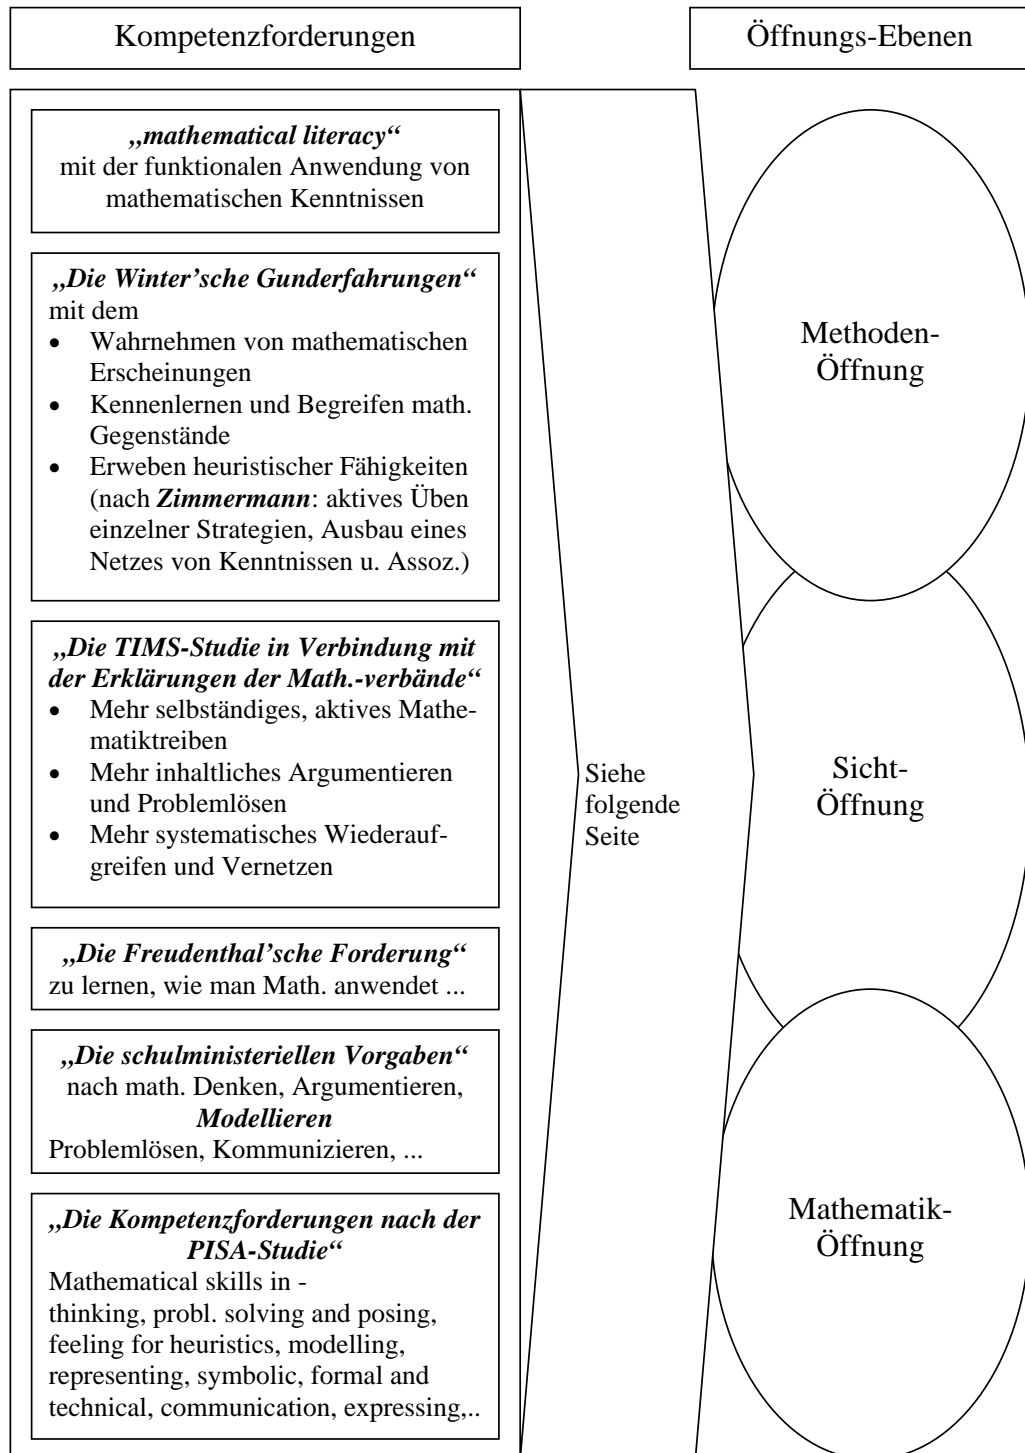 Kompetenzforderungen
Öffnungs-Ebenen
„mathematical literacy“
mit der funktionalen Anwendung von
mathematischen Kenntnissen
„Die Winter’sche Gunderfahrungen“
mit dem
• Wahrnehmen von mathematischen
Erscheinungen
• Kennenlernen und Begreifen math.
Gegenstände
• Erweben heuristischer Fähigkeiten
(nach Zimmermann: aktives Üben
einzelner Strategien, Ausbau eines
Netzes von Kenntnissen u. Assoz.)
„Die TIMS-Studie in Verbindung mit
der Erklärungen der Math.-verbände“
• Mehr selbständiges, aktives Mathe-
matiktreiben
• Mehr inhaltliches Argumentieren
und Problemlösen
• Mehr systematisches Wiederauf-
greifen und Vernetzen
„Die Freudenthal’sche Forderung“
zu lernen, wie man Math. anwendet ...
„Die schulministeriellen Vorgaben“
nach math. Denken, Argumentieren,
Modellieren
Problemlösen, Kommunizieren, ...
„Die Kompetenzforderungen nach der
PISA-Studie“
Mathematical skills in -
thinking, probl. solving and posing,
feeling for heuristics, modelling,
representing, symbolic, formal and
technical, communication, expressing,..
Siehe
folgende
Seite
Methoden-
Öffnung
Sicht-
Öffnung
Mathematik-
Öffnung